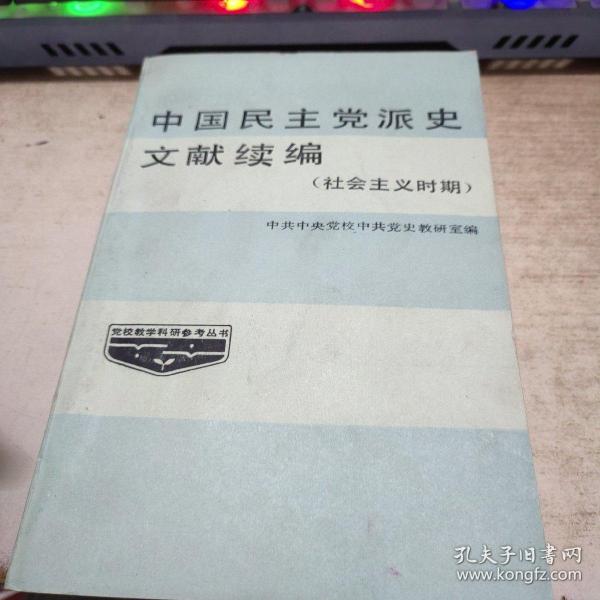 中国民主党派史
文献续编
（社会主义时期）
中共中央党校中共党史教研室编
党校教学科研参考丛书
孔夫子旧书网
www.kongfz.com